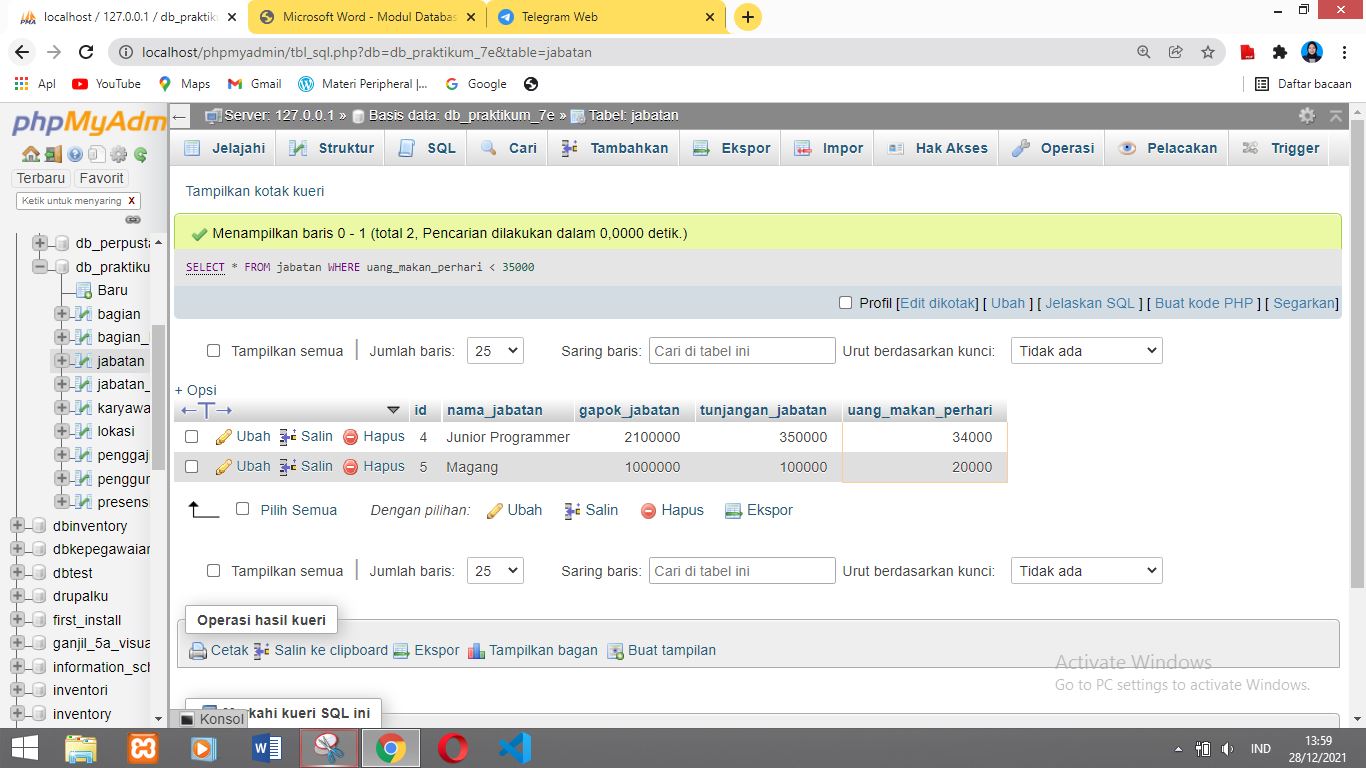 localhost / 127.0.0.1 / db_praktiku
Microsoft Word - Modul Databas
Telegram Web
localhost/phpmyadmin/tbl_sql.php?db=db_praktikum_7e&table=jabatan
Apl YouTube Maps Gmail Materi Peripheral |... Google Daftar bacaan
phpMyAdm
Terbaru Favorit
Ketik untuk menyaring X
db_perpusta
db_praktiku
Baru
bagian
bagian_
jabatan
jabatan_
karyawa
lokasi
penggaj
penggun
presens
dbinventory
dbkepegawaian
dbtest
drupalku
first_install
ganjil_5a_visua
information_sch
inventori
inventory
Server: 127.0.0.1 » Basis data: db_praktikum_7e » Tabel: jabatan
Jelajahi Struktur SQL Cari Tambahkan Ekspor Impor Hak Akses Operasi Pelacakan Trigger
Tampilkan kotak kueri
Menampilkan baris 0 - 1 (total 2, Pencarian dilakukan dalam 0,0000 detik.)
SELECT * FROM jabatan WHERE uang_makan_perhari < 35000
Profil [Edit dikotak] [ Ubah ] [ Jelaskan SQL ] [ Buat kode PHP ] [ Segarkan]
Tampilkan semua | Jumlah baris: 25 Saring baris: Cari di tabel ini Urut berdasarkan kunci: Tidak ada
+ Opsi
id nama_jabatan gapok_jabatan tunjangan_jabatan uang_makan_perhari
Ubah Salin Hapus 4 Junior Programmer 2100000 350000 34000
Ubah Salin Hapus 5 Magang 1000000 100000 20000
Pilih Semua Dengan pilihan: Ubah Salin Hapus Ekspor
Tampilkan semua | Jumlah baris: 25 Saring baris: Cari di tabel ini Urut berdasarkan kunci: Tidak ada
Operasi hasil kueri
Cetak Salin ke clipboard Ekspor Tampilkan bagan Buat tampilan
Activate Windows
Go to PC settings to activate Windows.
kahi kueri SQL ini
Konsol
IND
13:59
28/12/2021